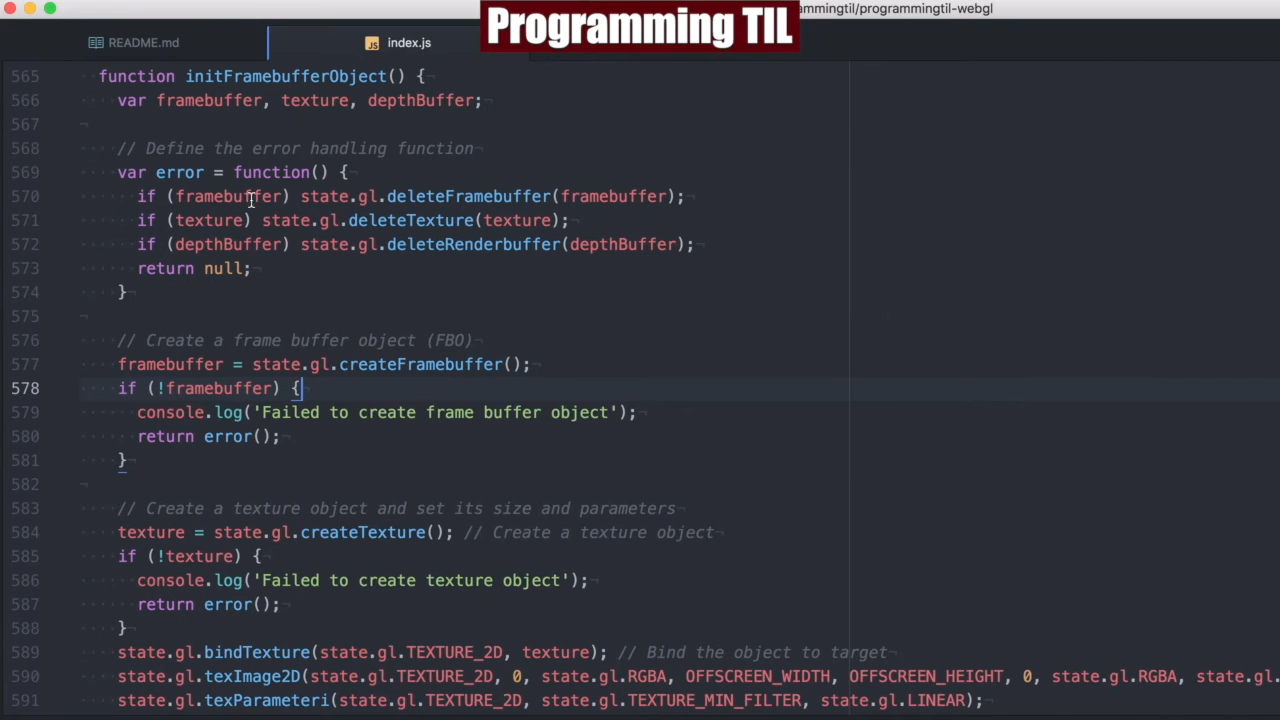 Programming TIL
mmingtil/programmingtil-webgl
README.md
index.js
565 function initFramebufferObject() {
566 var framebuffer, texture, depthBuffer;
567
568 // Define the error handling function
569 var error = function() {
570 if (framebuffer) state.gl.deleteFramebuffer(framebuffer);
571 if (texture) state.gl.deleteTexture(texture);
572 if (depthBuffer) state.gl.deleteRenderbuffer(depthBuffer);
573 return null;
574 }
575
576 // Create a frame buffer object (FBO)
577 framebuffer = state.gl.createFramebuffer();
578 if (!framebuffer) {
579 console.log('Failed to create frame buffer object');
580 return error();
581 }
582
583 // Create a texture object and set its size and parameters
584 texture = state.gl.createTexture(); // Create a texture object
585 if (!texture) {
586 console.log('Failed to create texture object');
587 return error();
588 }
589 state.gl.bindTexture(state.gl.TEXTURE_2D, texture); // Bind the object to target
590 state.gl.texImage2D(state.gl.TEXTURE_2D, 0, state.gl.RGBA, OFFSCREEN_WIDTH, OFFSCREEN_HEIGHT, 0, state.gl.RGBA, state.gl.
591 state.gl.texParameteri(state.gl.TEXTURE_2D, state.gl.TEXTURE_MIN_FILTER, state.gl.LINEAR);